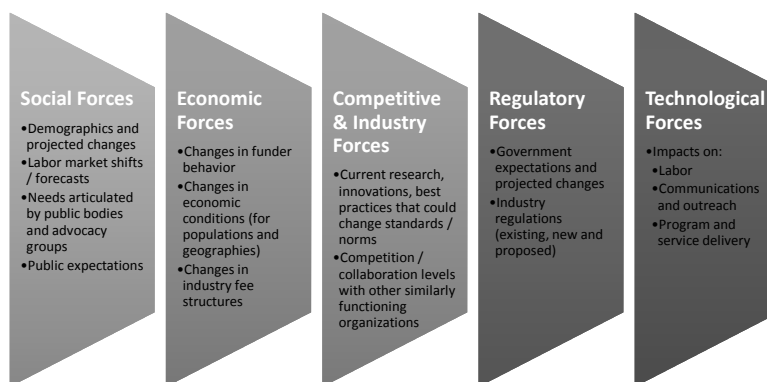 Social Forces
•Demographics and
projected changes
•Labor market shifts
/ forecasts
•Needs articulated
by public bodies
and advocacy
groups
•Public expectations
Economic
Forces
•Changes in funder
behavior
•Changes in
economic
conditions (for
populations and
geographies)
•Changes in
industry fee
structures
Competitive
& Industry
Forces
•Current research,
innovations, best
practices that could
change standards /
norms
•Competition /
collaboration levels
with other similarly
functioning
organizations
Regulatory
Forces
•Government
expectations and
projected changes
•Industry
regulations
(existing, new and
proposed)
Technological
Forces
•Impacts on:
•Labor
•Communications
and outreach
•Program and
service delivery